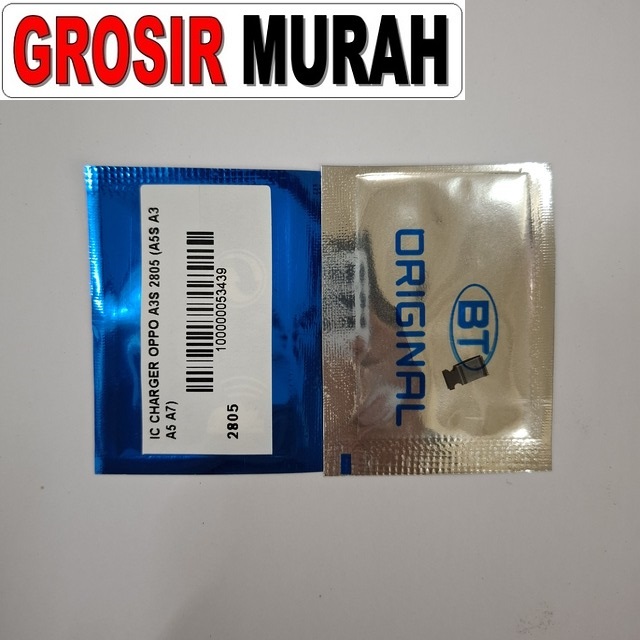 GROSIR MURAH
IC CHARGER OPPO A3S 2805 (A5S A3
A5 A7)
100000053439
2805
BT
ORIGINAL